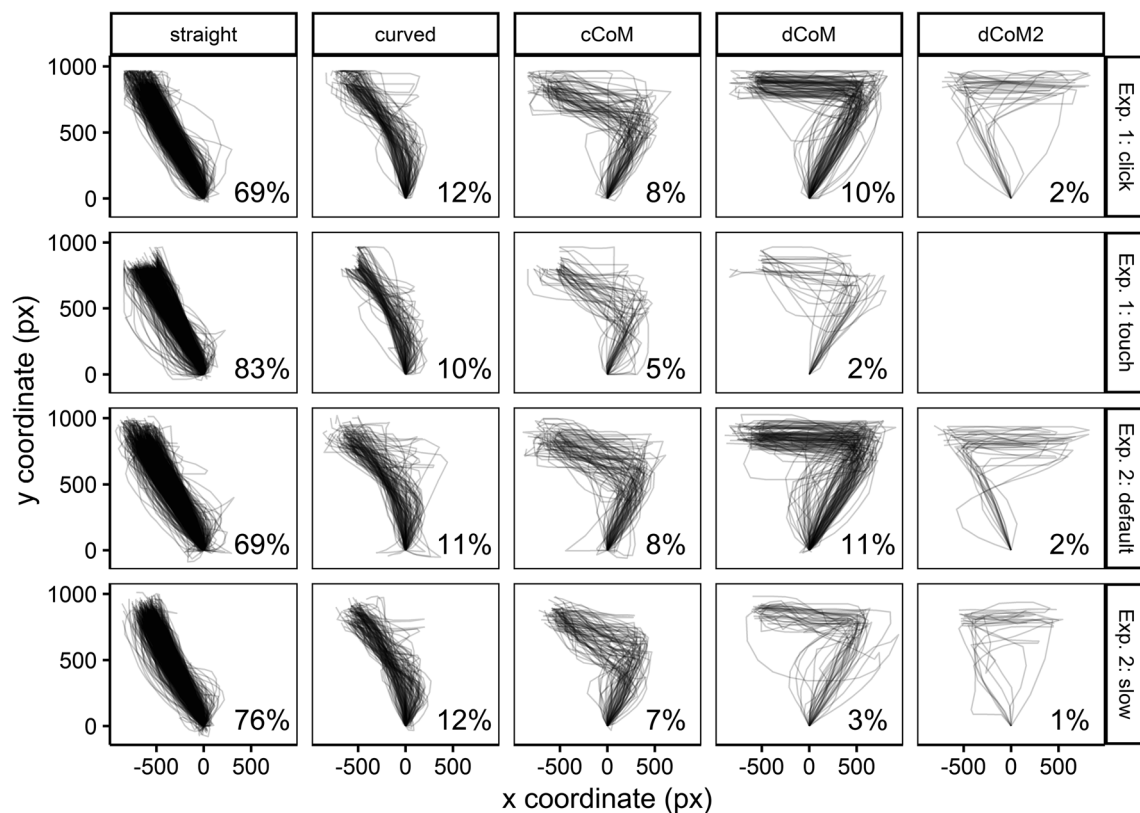 straight curved cCoM dCoM dCoM2
1000
500
0
69% 12% 8% 10% 2%
Exp. 1: click
1000
500
0
83% 10% 5% 2%
Exp. 1: touch
1000
500
0
69% 11% 8% 11% 2%
Exp. 2: default
1000
500
0
76% 12% 7% 3% 1%
Exp. 2: slow
-500 0 500 -500 0 500 -500 0 500 -500 0 500 -500 0 500
x coordinate (px)
y coordinate (px)